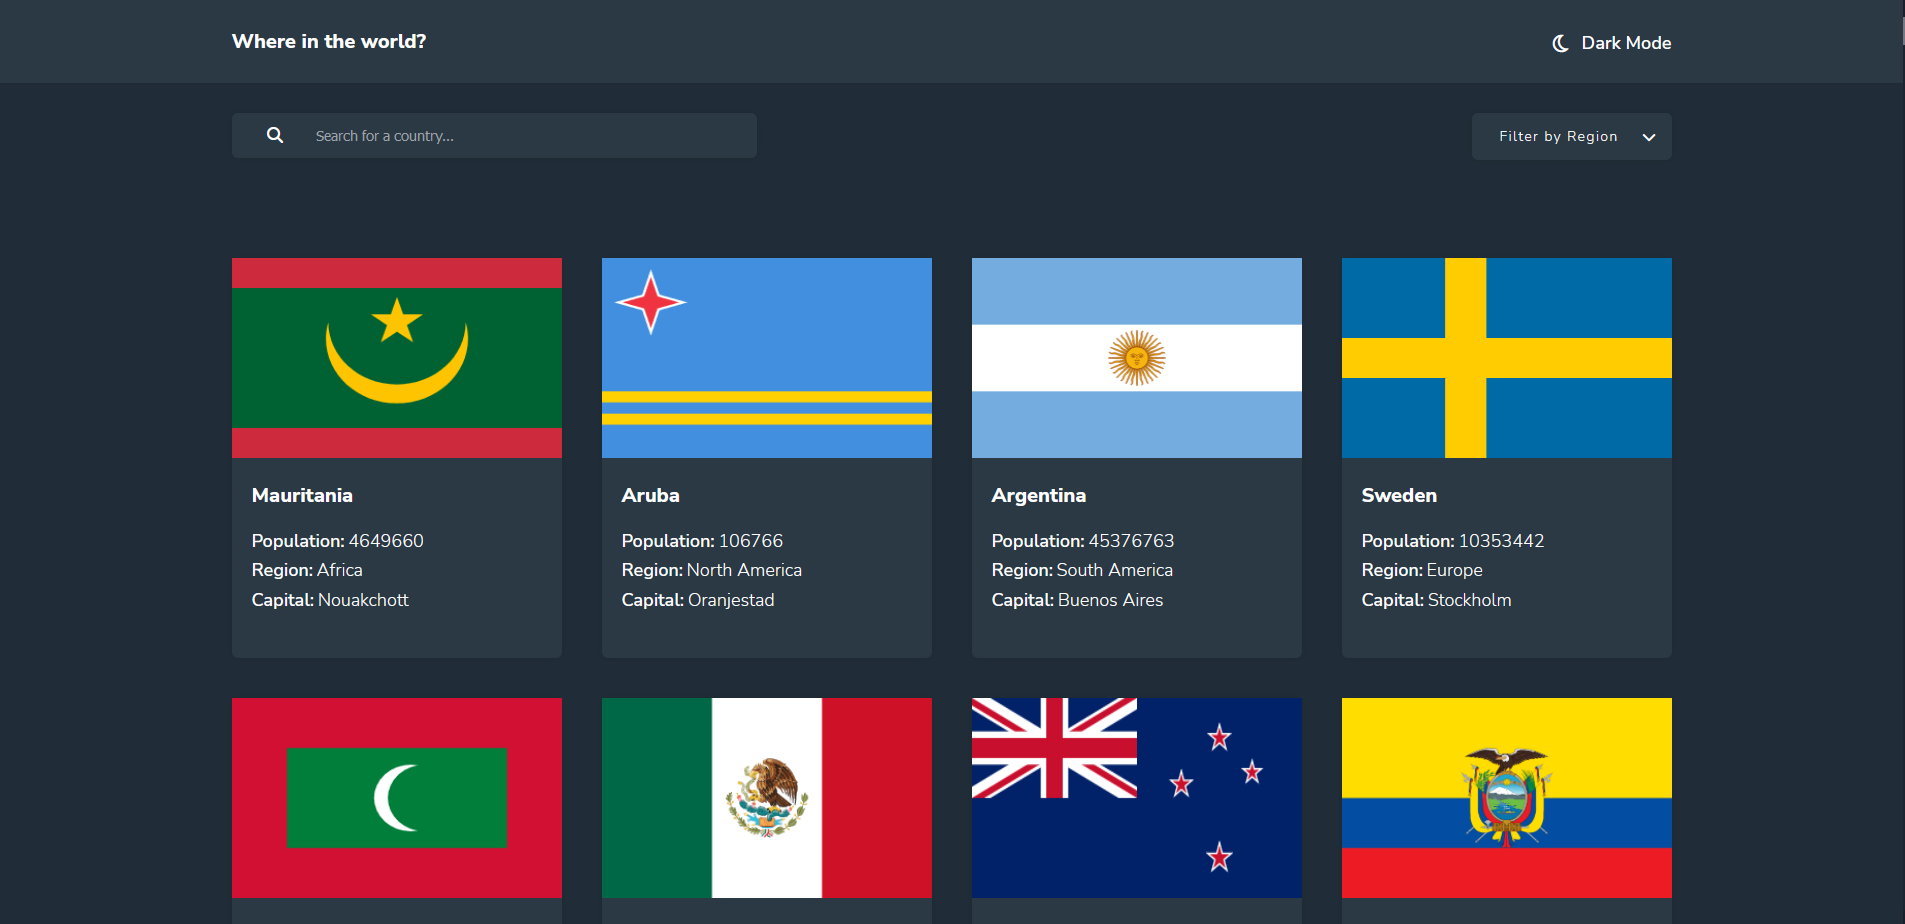 Where in the world?
Dark Mode
Search for a country...
Filter by Region
Mauritania
Population: 4649660
Region: Africa
Capital: Nouakchott
Aruba
Population: 106766
Region: North America
Capital: Oranjestad
Argentina
Population: 45376763
Region: South America
Capital: Buenos Aires
Sweden
Population: 10353442
Region: Europe
Capital: Stockholm